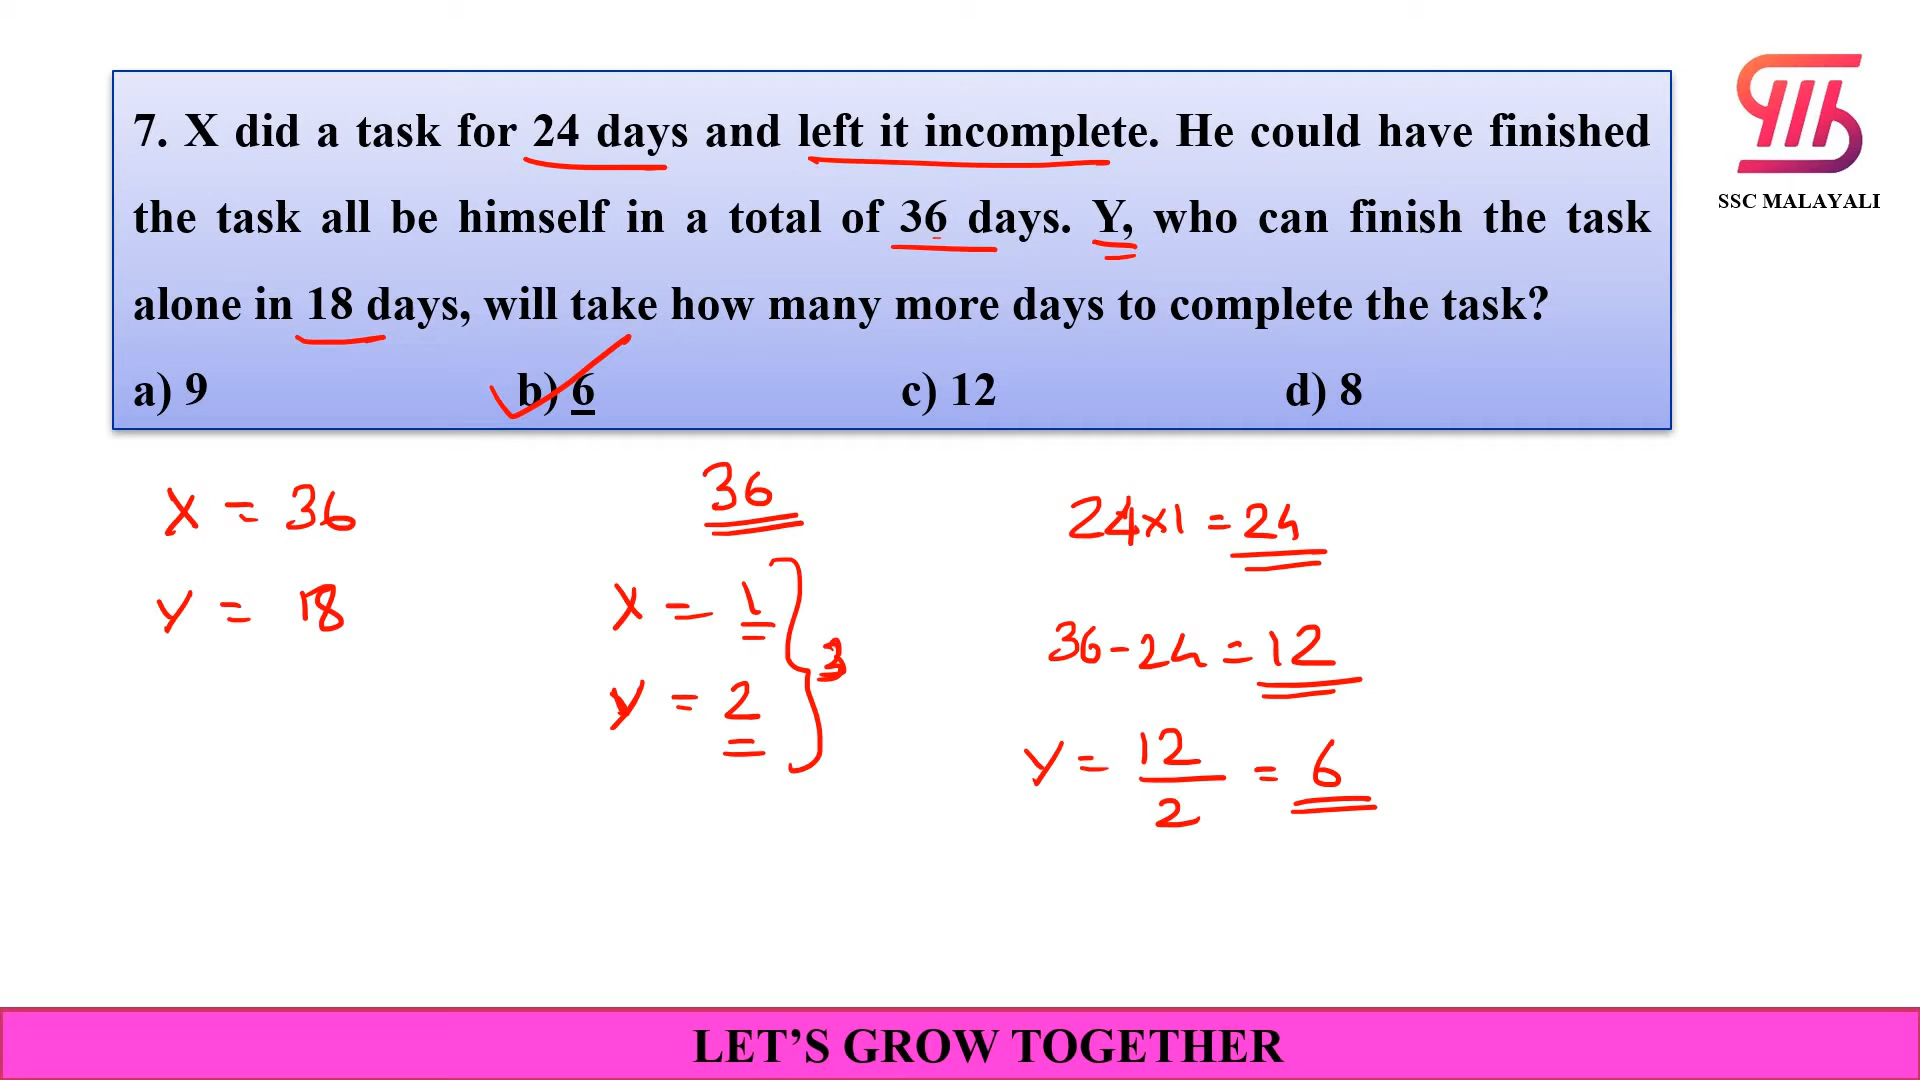 7. X did a task for 24 days and left it incomplete. He could have finished
the task all be himself in a total of 36 days. Y, who can finish the task
alone in 18 days, will take how many more days to complete the task?
a) 9 b) 6 c) 12 d) 8
SSC MALAYALI
X = 36
Y = 18
36
X = 1
Y = 2
3
24x1 = 24
36-24 = 12
Y = 12/2 = 6
LET’S GROW TOGETHER